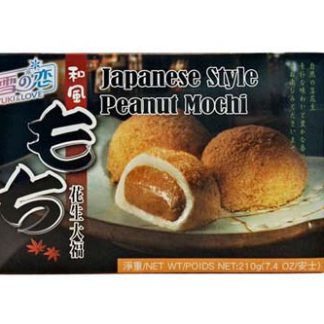 雪の恋
YUKI&LOVE
和風
もち
花生大福
Japanese Style
Peanut Mochi
淨重/NET WT/POIDS NET:210g(7.4 OZ/安士)